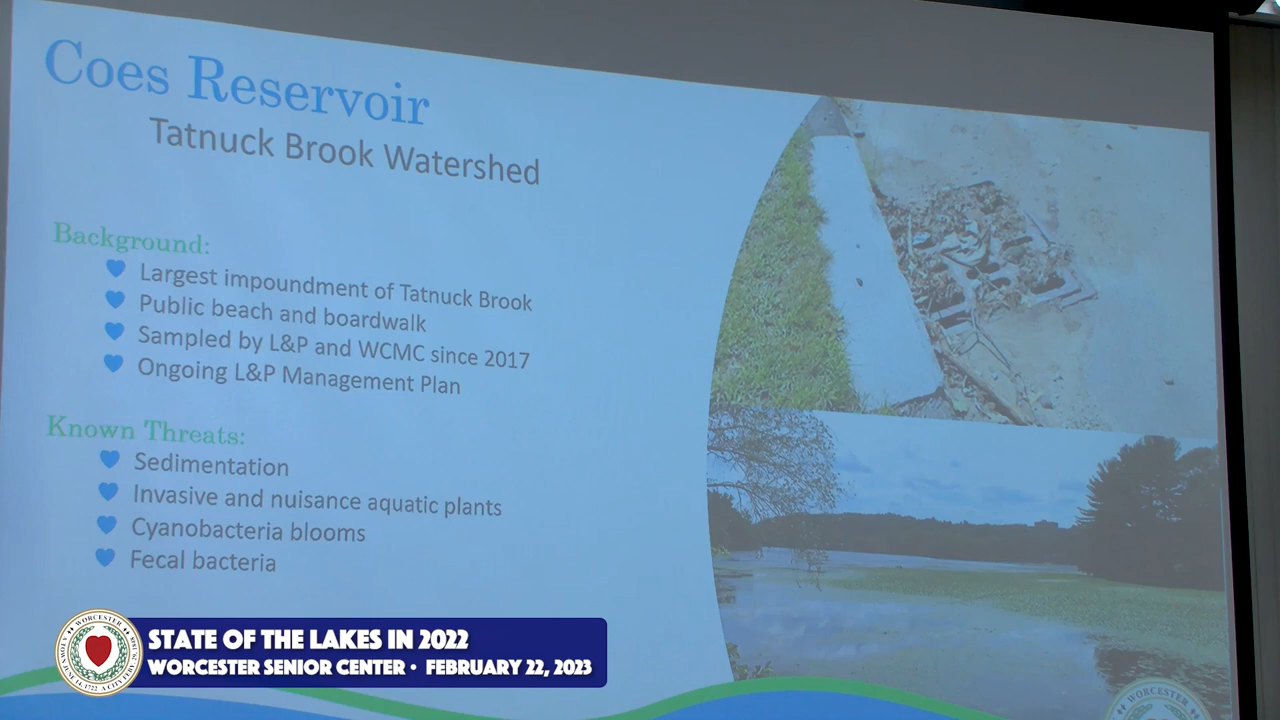 Coes Reservoir
Tatnuck Brook Watershed
Background:
Largest impoundment of Tatnuck Brook
Public beach and boardwalk
Sampled by L&P and WCMC since 2017
Ongoing L&P Management Plan
Known Threats:
Sedimentation
Invasive and nuisance aquatic plants
Cyanobacteria blooms
Fecal bacteria
WORCESTER
STATE OF THE LAKES IN 2022
WORCESTER SENIOR CENTER • FEBRUARY 22, 2023
WORCESTER